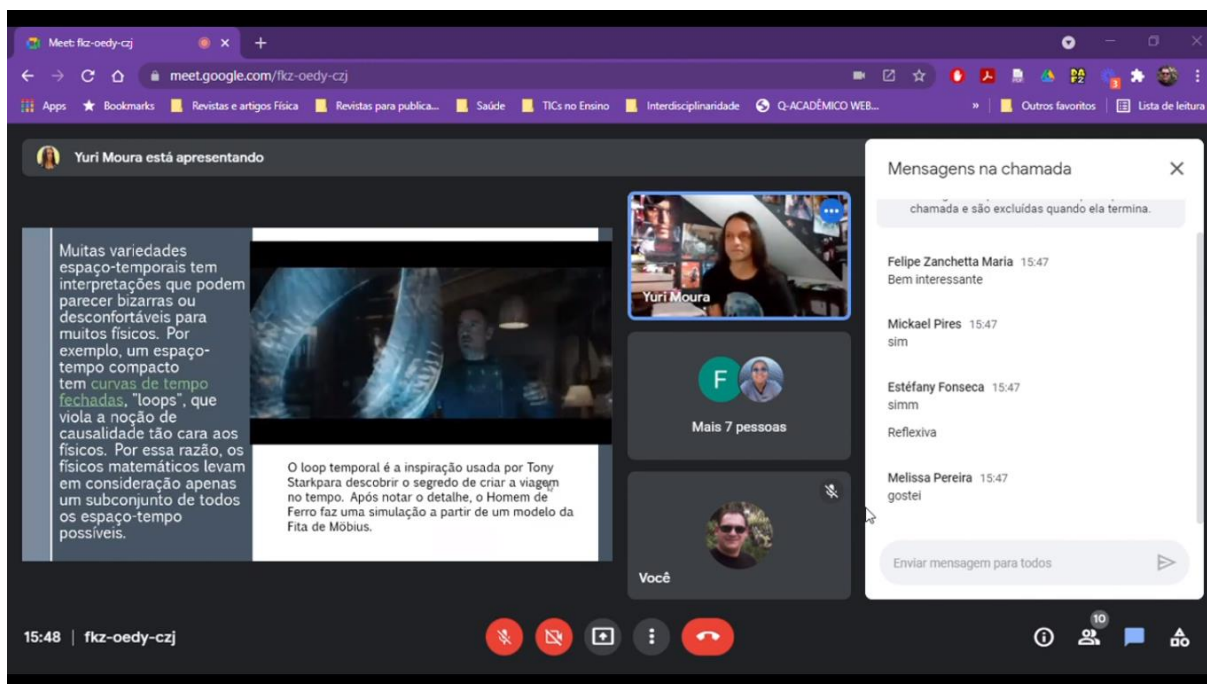 Meet: fkz-oedy-czj
meet.google.com/fkz-oedy-czj
3
Apps
Bookmarks
Revistas e artigos Física
Revistas para publica...
Saúde
TICs no Ensino
Interdisciplinaridade
Q-ACADÊMICO WEB...
»
Outros favoritos
Lista de leitura
Yuri Moura está apresentando
Muitas variedades
espaço-temporais tem
interpretações que podem
parecer bizarras ou
desconfortáveis para
muitos físicos. Por
exemplo, um espaço-
tempo compacto
tem curvas de tempo
fechadas, "loops", que
viola a noção de
causalidade tão cara aos
físicos. Por essa razão, os
físicos matemáticos levam
em consideração apenas
um subconjunto de todos
os espaço-tempo
possíveis.
O loop temporal é a inspiração usada por Tony
Starkpara descobrir o segredo de criar a viagem
no tempo. Após notar o detalhe, o Homem de
Ferro faz uma simulação a partir de um modelo da
Fita de Möbius.
Yuri Moura
F
Mais 7 pessoas
Você
Mensagens na chamada
chamada e são excluídas quando ela termina.
Felipe Zanchetta Maria 15:47
Bem interessante
Mickael Pires 15:47
sim
Estéfany Fonseca 15:47
simm
Reflexiva
Melissa Pereira 15:47
gostei
Enviar mensagem para todos
15:48 | fkz-oedy-czj
10